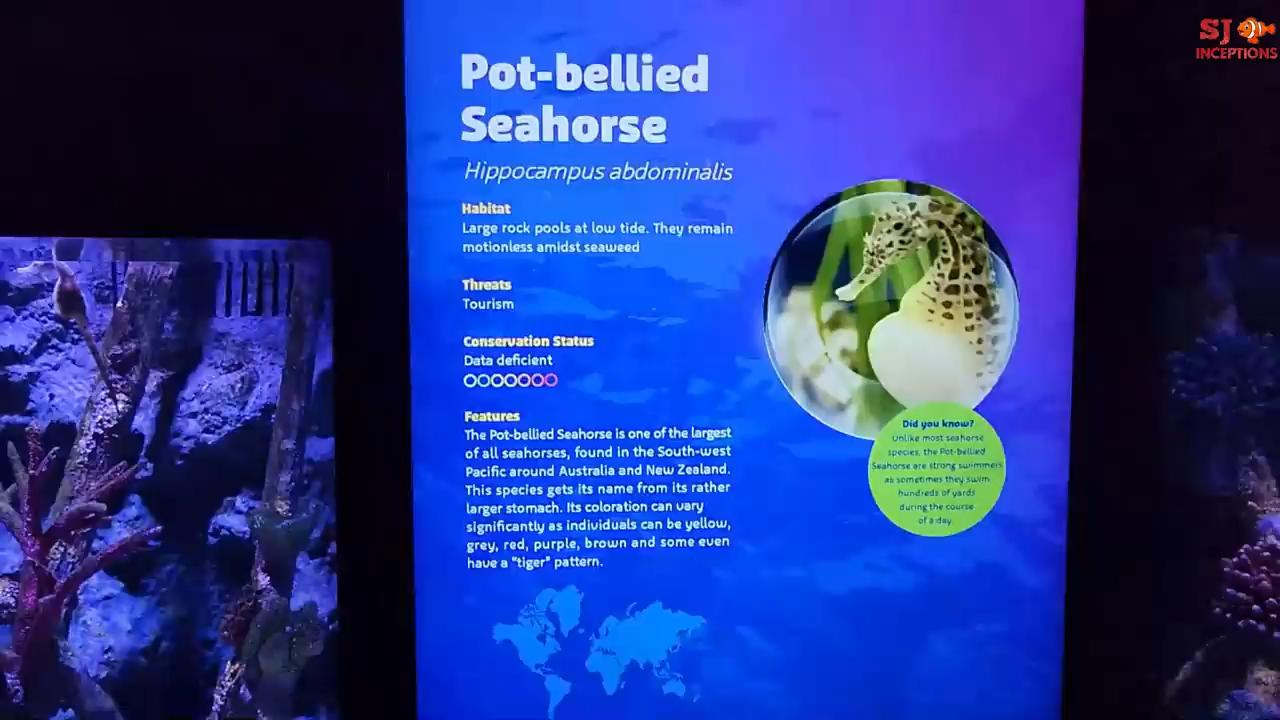 SJ
INCEPTIONS
Pot-bellied
Seahorse
Hippocampus abdominalis
Habitat
Large rock pools at low tide. They remain
motionless amidst seaweed
Threats
Tourism
Conservation Status
Data deficient
Features
The Pot-bellied Seahorse is one of the largest
of all seahorses, found in the South-west
Pacific around Australia and New Zealand.
This species gets its name from its rather
larger stomach. Its coloration can vary
significantly as individuals can be yellow,
grey, red, purple, brown and some even
have a "tiger" pattern.
Did you know?
Unlike most seahorse
species, the Pot-bellied
Seahorse are strong swimmers
as sometimes they swim
hundreds of yards
during the course
of a day.